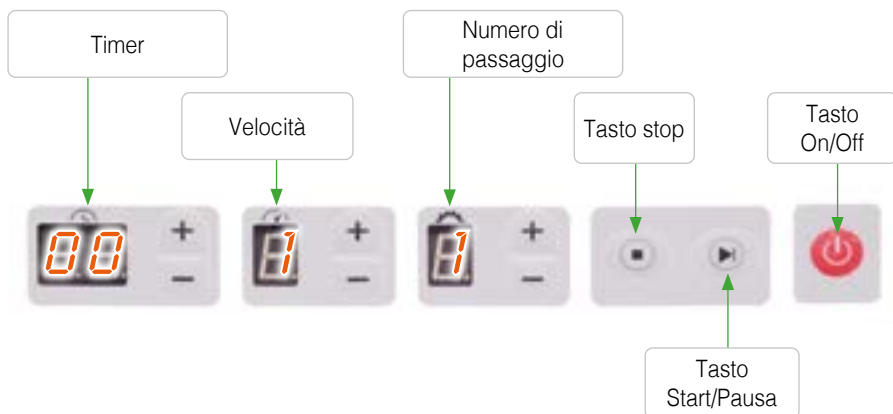 Timer
Numero di
passaggio
Velocità
Tasto stop
Tasto
On/Off
00
+
−
1
+
−
1
+
−
Tasto
Start/Pausa